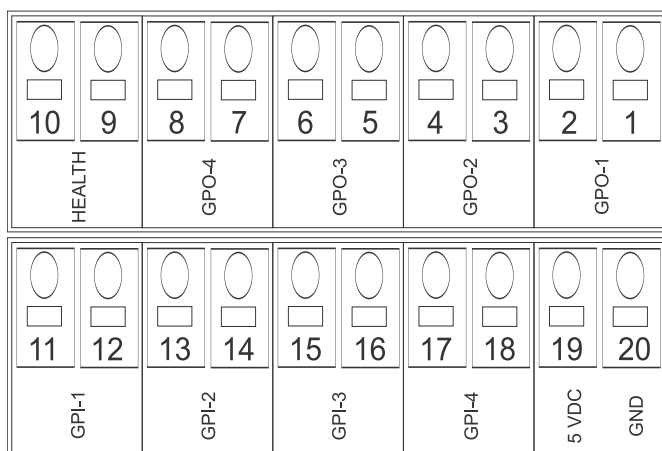 10 9 8 7 6 5 4 3 2 1
HEALTH GPO-4 GPO-3 GPO-2 GPO-1
11 12 13 14 15 16 17 18 19 20
GPI-1 GPI-2 GPI-3 GPI-4 5 VDC GND